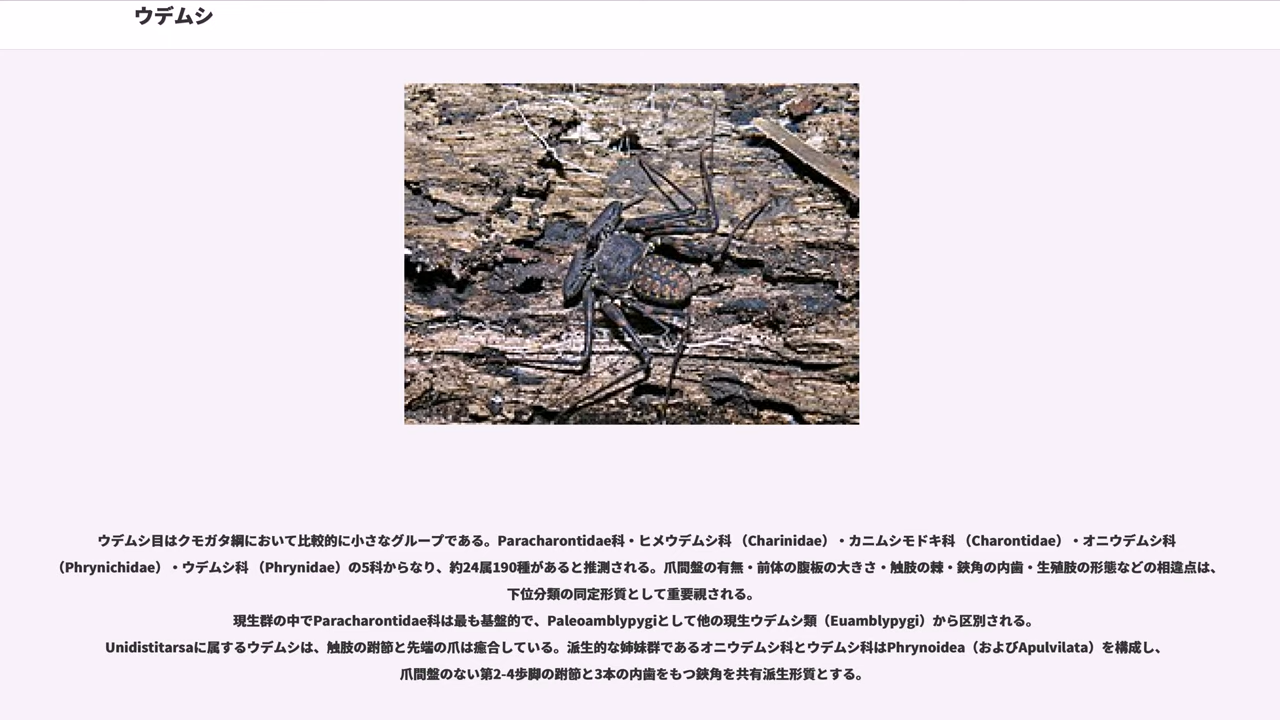 ウデムシ
ウデムシ目はクモガタ綱において比較的に小さなグループである。Paracharontidae科・ヒメウデムシ科 （Charinidae）・カニムシモドキ科 （Charontidae）・オニウデムシ科
（Phrynichidae）・ウデムシ科 （Phrynidae）の5科からなり、約24属190種があると推測される。爪間盤の有無・前体の腹板の大きさ・触肢の棘・鋏角の内歯・生殖肢の形態などの相違点は、
下位分類の同定形質として重要視される。
現生群の中でParacharontidae科は最も基盤的で、Paleoamblypygiとして他の現生ウデムシ類（Euamblypygi）から区別される。
Unidistitarsaに属するウデムシは、触肢の跗節と先端の爪は癒合している。派生的な姉妹群であるオニウデムシ科とウデムシ科はPhrynoidea（およびApulvilata）を構成し、
爪間盤のない第2-4歩脚の跗節と3本の内歯をもつ鋏角を共有派生形質とする。